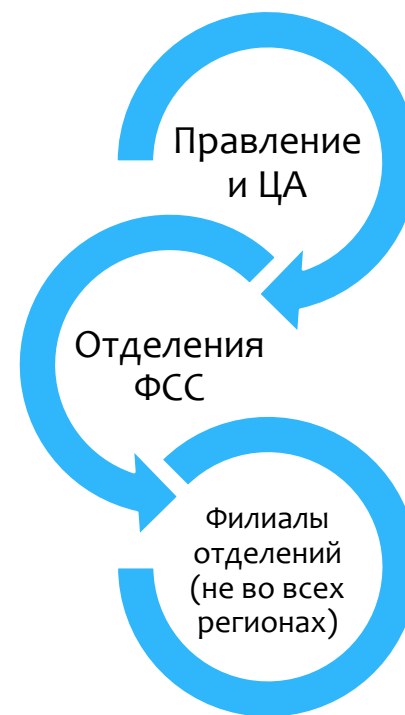 Правление
и ЦА
Отделения
ФСС
Филиалы
отделений
(не во всех
регионах)